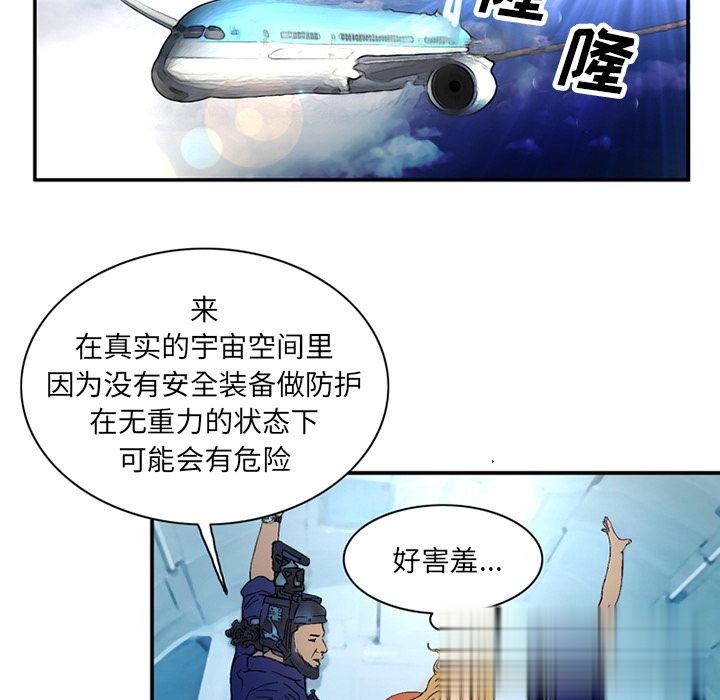 隆
隆
来
在真实的宇宙空间里
因为没有安全装备做防护
在无重力的状态下
可能会有危险
好害羞...